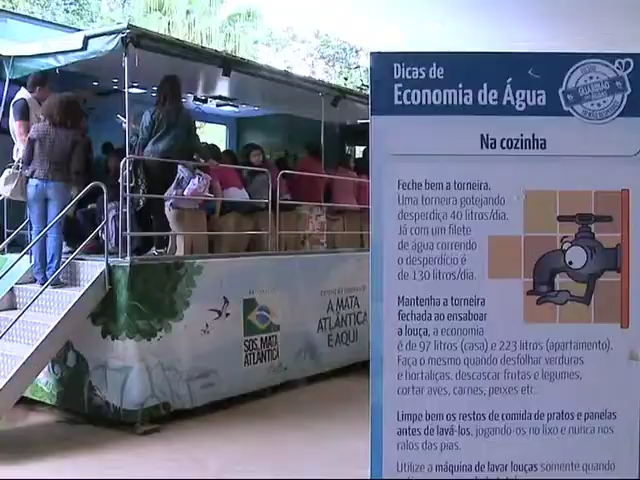 SOS MATA
ATLÂNTICA
A MATA
ATLÂNTICA
É AQUI
Dicas de
Economia de Água
GUARDIÃO
Na cozinha
Feche bem a torneira.
Uma torneira gotejando
desperdiça 40 litros/dia.
Já com um filete
de água correndo
o desperdício é
de 130 litros/dia.
Mantenha a torneira
fechada ao ensaboar
a louça, a economia
é de 97 litros (casa) e 223 litros (apartamento).
Faça o mesmo quando desfolhar verduras
e hortaliças, descascar frutas e legumes,
cortar aves, carnes, peixes etc.
Limpe bem os restos de comida de pratos e panelas
antes de lavá-los, jogando-os no lixo e nunca nos
ralos das pias.
Utilize a máquina de lavar louças somente quando